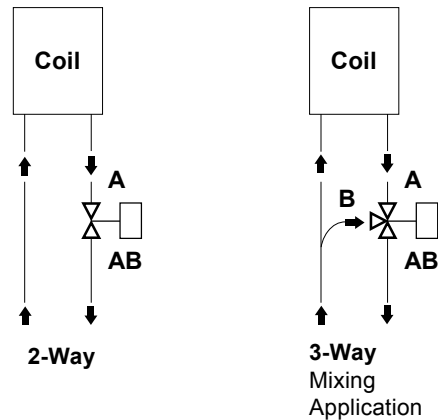 Coil
A
AB
2-Way
Coil
A
B
AB
3-Way
Mixing
Application